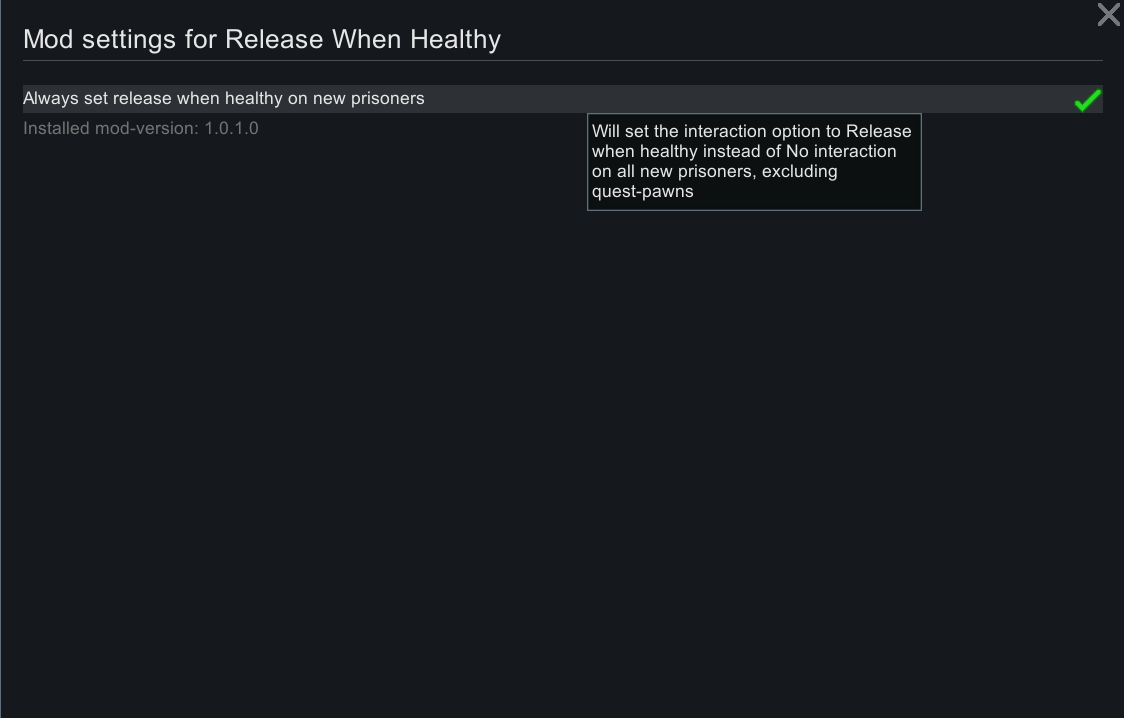 Mod settings for Release When Healthy
Always set release when healthy on new prisoners
Installed mod-version: 1.0.1.0
Will set the interaction option to Release
when healthy instead of No interaction
on all new prisoners, excluding
quest-pawns